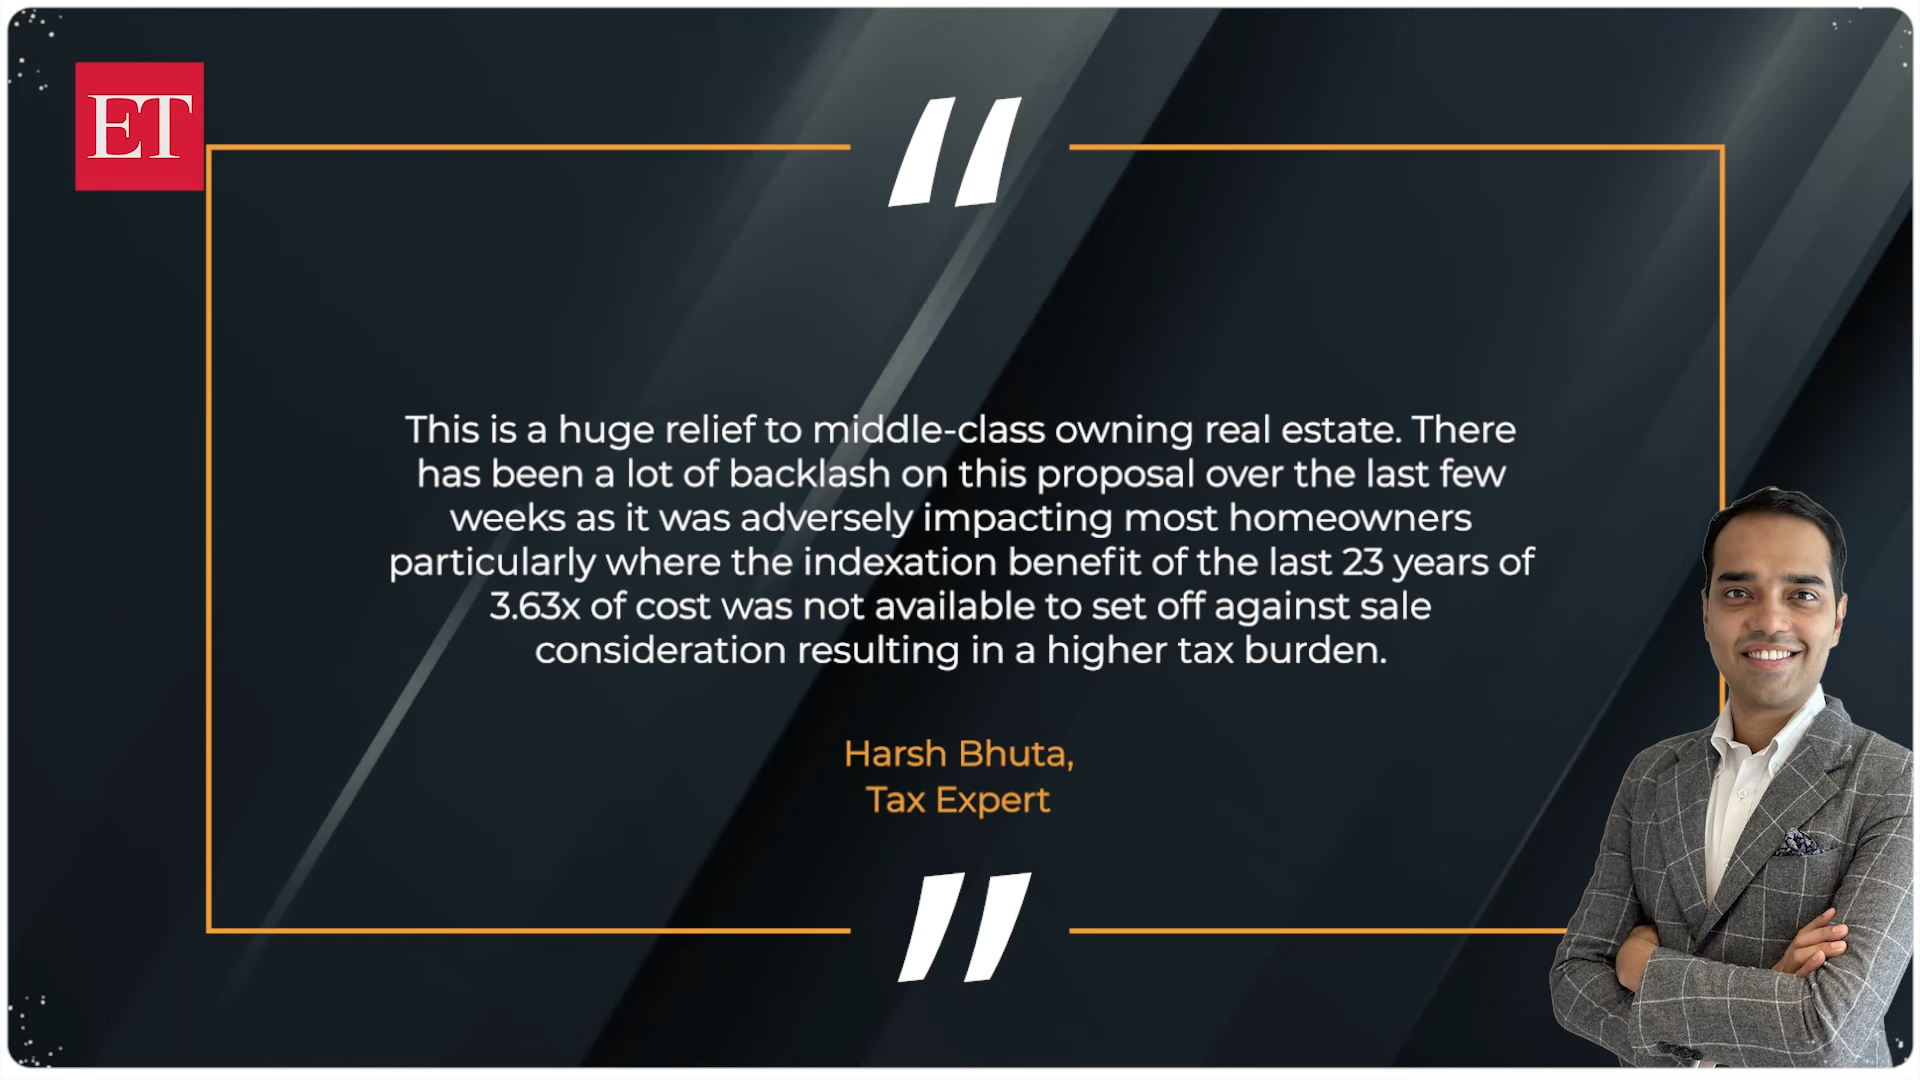 ET
“
This is a huge relief to middle-class owning real estate. There
has been a lot of backlash on this proposal over the last few
weeks as it was adversely impacting most homeowners
particularly where the indexation benefit of the last 23 years of
3.63x of cost was not available to set off against sale
consideration resulting in a higher tax burden.
Harsh Bhuta,
Tax Expert
”